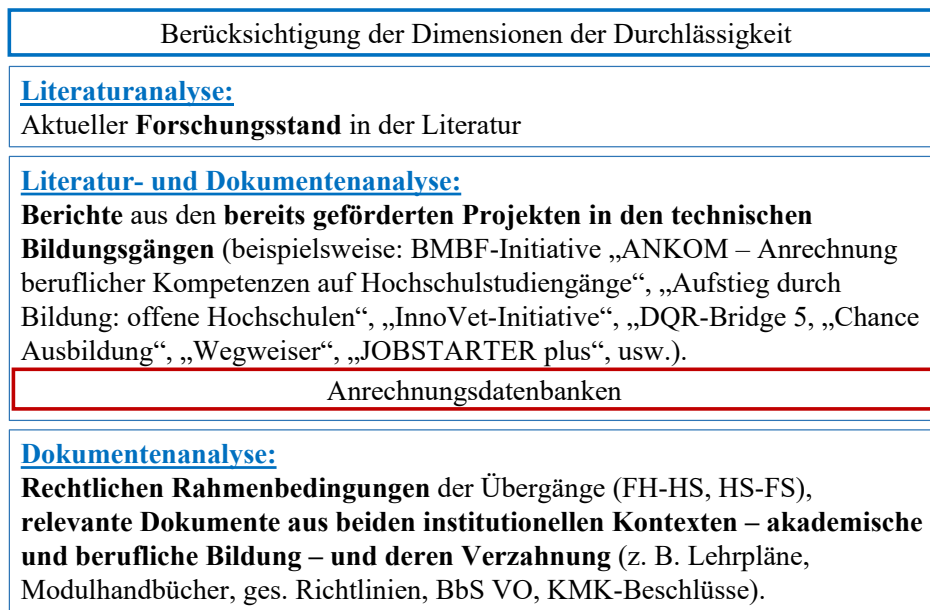 Berücksichtigung der Dimensionen der Durchlässigkeit
Literaturanalyse:
Aktueller Forschungsstand in der Literatur
Literatur- und Dokumentenanalyse:
Berichte aus den bereits geförderten Projekten in den technischen
Bildungsgängen (beispielsweise: BMBF-Initiative „ANKOM – Anrechnung
beruflicher Kompetenzen auf Hochschulstudiengänge“, „Aufstieg durch
Bildung: offene Hochschulen“, „InnoVet-Initiative“, „DQR-Bridge 5, „Chance
Ausbildung“, „Wegweiser“, „JOBSTARTER plus“, usw.).
Anrechnungsdatenbanken
Dokumentenanalyse:
Rechtlichen Rahmenbedingungen der Übergänge (FH-HS, HS-FS),
relevante Dokumente aus beiden institutionellen Kontexten – akademische
und berufliche Bildung – und deren Verzahnung (z. B. Lehrpläne,
Modulhandbücher, ges. Richtlinien, BbS VO, KMK-Beschlüsse).